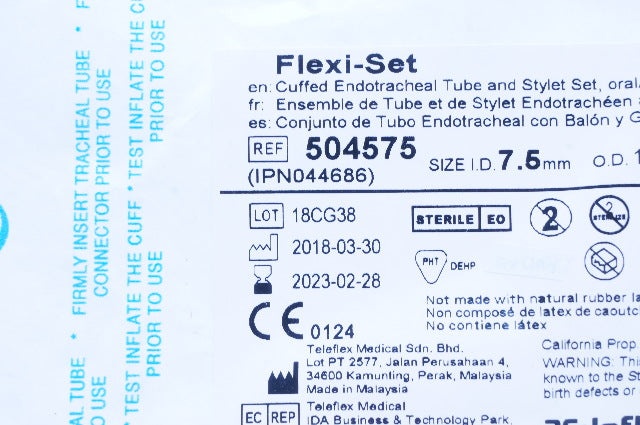 Flexi-Set
en: Cuffed Endotracheal Tube and Stylet Set, oral/
fr: Ensemble de Tube et de Stylet Endotrachéen
es: Conjunto de Tubo Endotracheal con Balón y G
REF 504575 SIZE I.D. 7.5 mm O.D. 1
(IPN044686)
LOT 18CG38 STERILE EO 2
2018-03-30
PHT DEHP
2023-02-28
Not made with natural rubber la
Non composé de latex de caoutc
No contiene látex
CE 0124
Teleflex Medical Sdn. Bhd.
Lot PT 2577, Jalan Perusahaan 4,
34600 Kamunting, Perak, Malaysia
Made in Malaysia
California Prop.
WARNING: Thi
known to the St
birth defects or
EC REP Teleflex Medical
IDA Business & Technology Park,
FIRMLY INSERT TRACHEAL TUBE *
CONNECTOR PRIOR TO USE
* TEST INFLATE THE CUFF * TEST INFLATE THE C
PRIOR TO USE
PRIOR TO USE
AL TUBE *
O USE